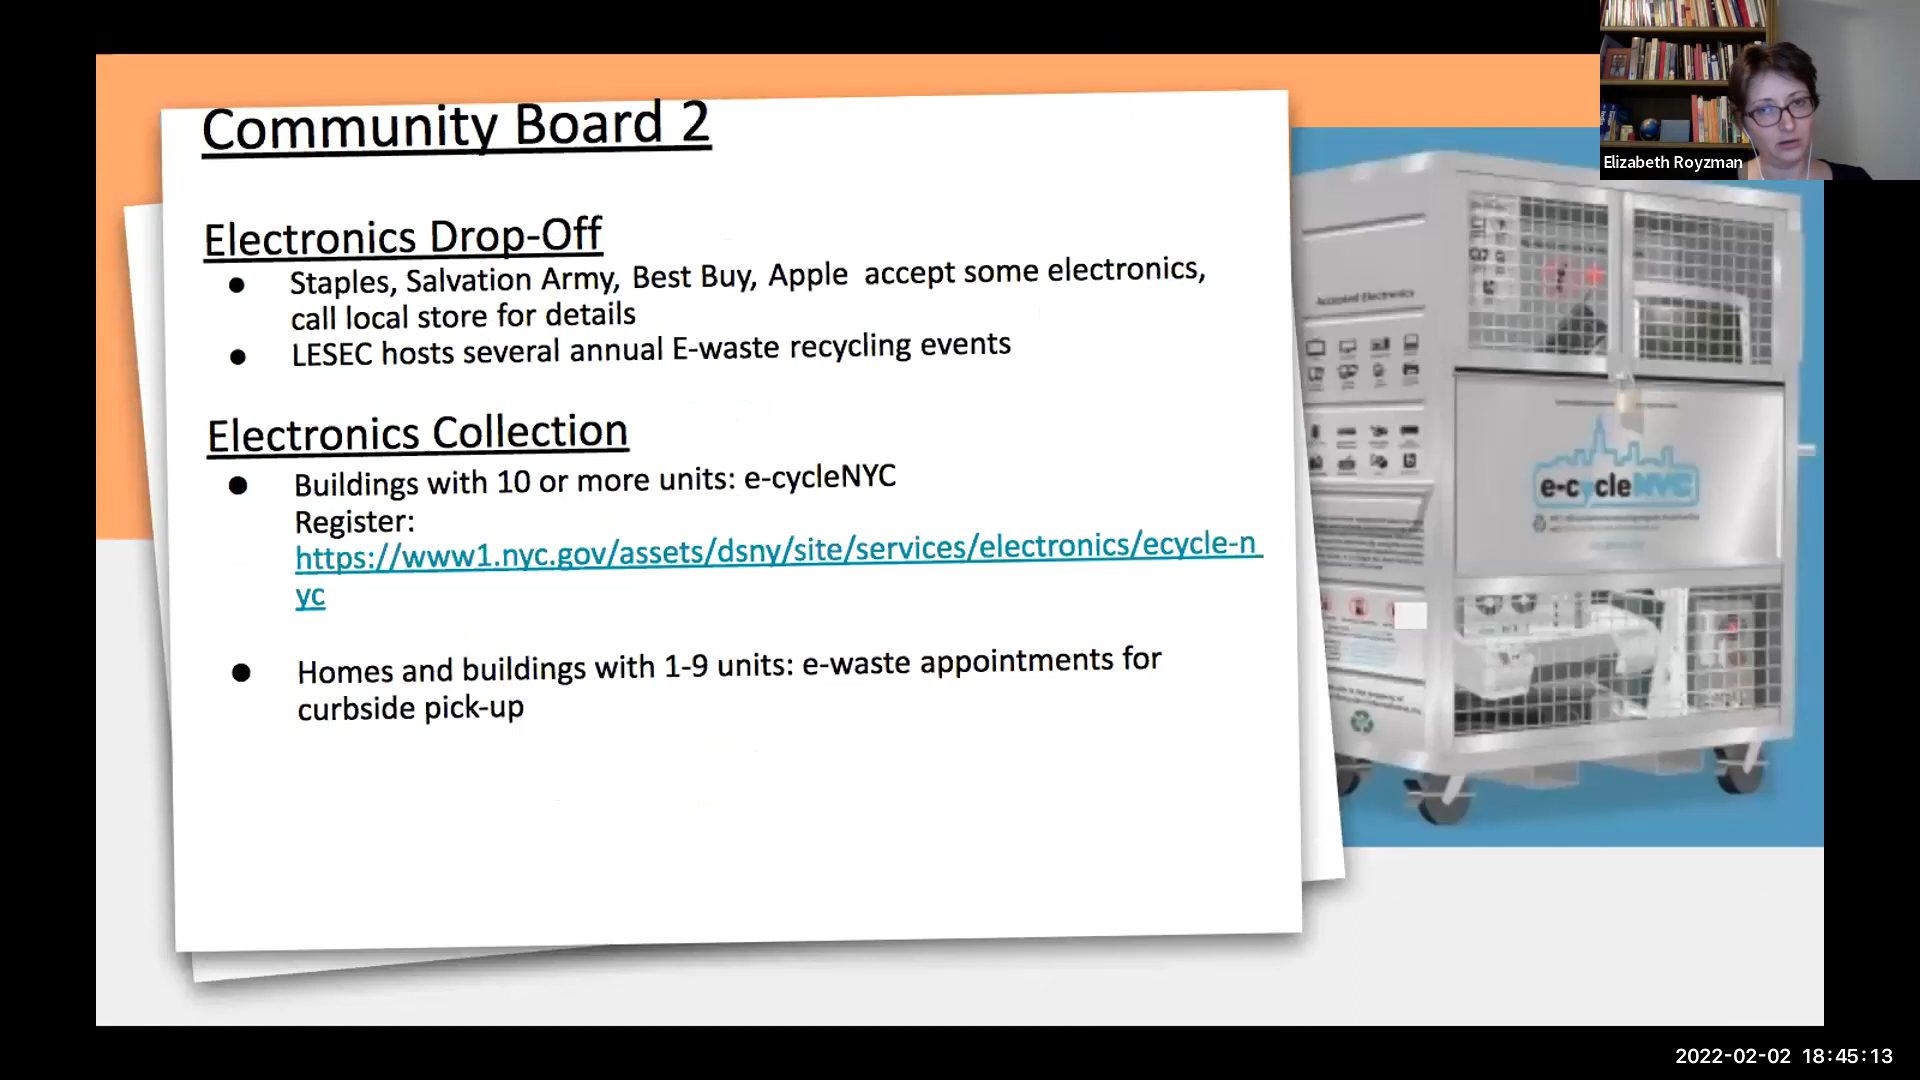 Community Board 2
Elizabeth Royzman
Electronics Drop-Off
● Staples, Salvation Army, Best Buy, Apple accept some electronics,
call local store for details
● LESEC hosts several annual E-waste recycling events
Electronics Collection
● Buildings with 10 or more units: e-cycleNYC
Register:
https://www1.nyc.gov/assets/dsny/site/services/electronics/ecycle-n
yc
● Homes and buildings with 1-9 units: e-waste appointments for
curbside pick-up
Accepted Electronics
e-cycleNYC
2022-02-02 18:45:13